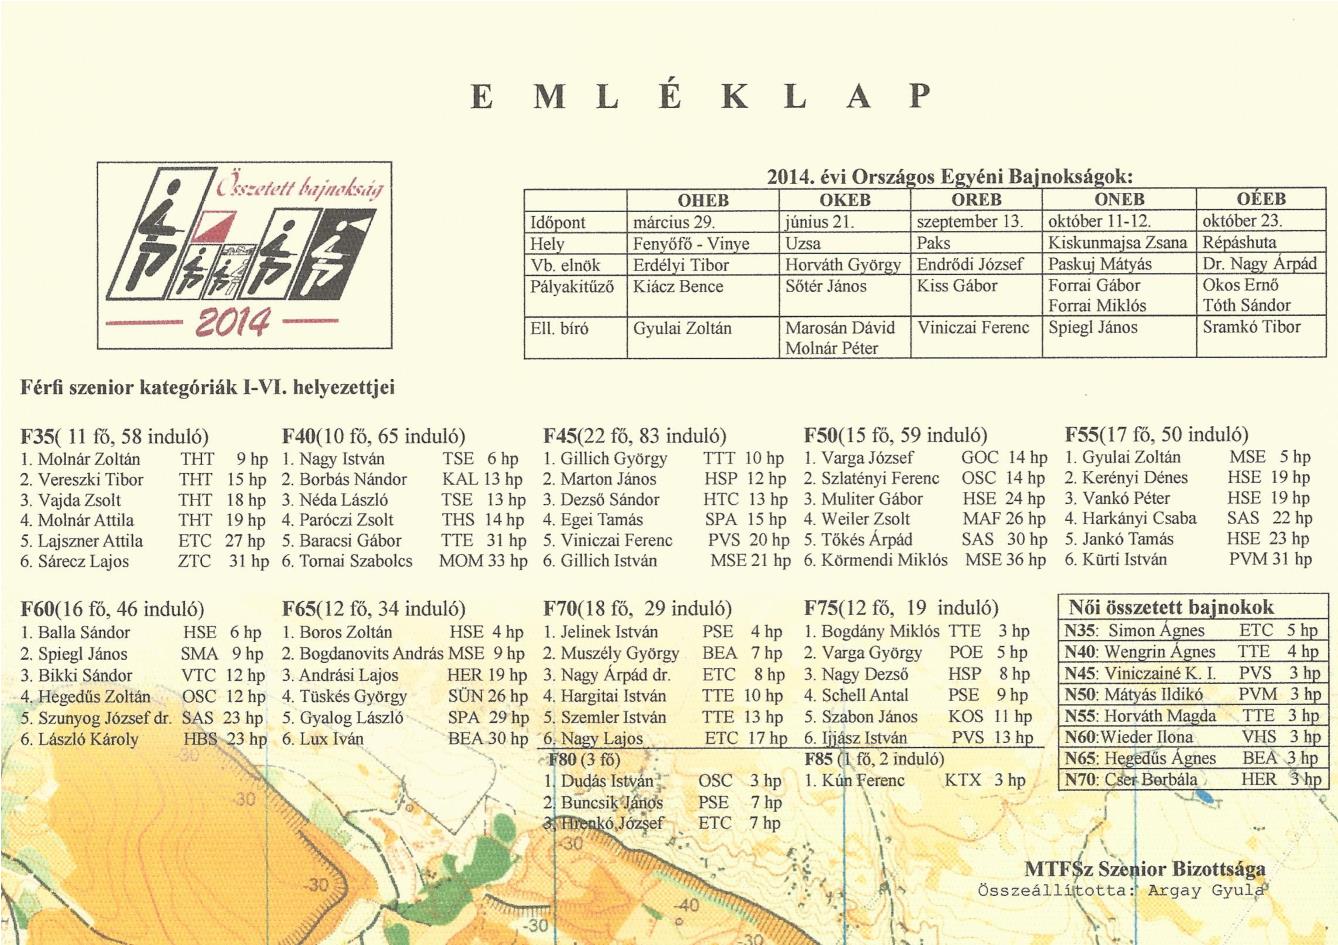 E M L É K L A P
Összetett bajnokság
2014
2014. évi Országos Egyéni Bajnokságok:
OHEB OKEB OREB ONEB OÉEB
Időpont március 29. június 21. szeptember 13. október 11-12. október 23.
Hely Fenyőfő - Vinye Uzsa Paks Kiskunmajsa Zsana Répáshuta
Vb. elnök Erdélyi Tibor Horváth György Endrődi József Paskuj Mátyás Dr. Nagy Árpád
Pályakitűző Kiácz Bence Sőtér János Kiss Gábor Forrai Gábor Okos Ernő
Forrai Miklós Tóth Sándor
Ell. bíró Gyulai Zoltán Marosán Dávid Viniczai Ferenc Spiegl János Sramkó Tibor
Molnár Péter
Férfi szenior kategóriák I-VI. helyezettjei
F35( 11 fő, 58 induló)
1. Molnár Zoltán THT 9 hp
2. Vereszki Tibor THT 15 hp
3. Vajda Zsolt THT 18 hp
4. Molnár Attila THT 19 hp
5. Lajszner Attila ETC 27 hp
6. Sárecz Lajos ZTC 31 hp
F40(10 fő, 65 induló)
1. Nagy István TSE 6 hp
2. Borbás Nándor KAL 13 hp
3. Néda László TSE 13 hp
4. Paróczi Zsolt THS 14 hp
5. Baracsi Gábor TTE 31 hp
6. Tornai Szabolcs MOM 33 hp
F45(22 fő, 83 induló)
1. Gillich György TTT 10 hp
2. Marton János HSP 12 hp
3. Dezső Sándor HTC 13 hp
4. Egei Tamás SPA 15 hp
5. Viniczai Ferenc PVS 20 hp
6. Gillich István MSE 21 hp
F50(15 fő, 59 induló)
1. Varga József GOC 14 hp
2. Szlatényi Ferenc OSC 14 hp
3. Muliter Gábor HSE 24 hp
4. Weiler Zsolt MAF 26 hp
5. Tőkés Árpád SAS 30 hp
6. Körmendi Miklós MSE 36 hp
F55(17 fő, 50 induló)
1. Gyulai Zoltán MSE 5 hp
2. Kerényi Dénes HSE 19 hp
3. Vankó Péter HSE 19 hp
4. Harkányi Csaba SAS 22 hp
5. Jankó Tamás HSE 23 hp
6. Kürti István PVM 31 hp
F60(16 fő, 46 induló)
1. Balla Sándor HSE 6 hp
2. Spiegl János SMA 9 hp
3. Bikki Sándor VTC 12 hp
4. Hegedűs Zoltán OSC 12 hp
5. Szunyog József dr. SAS 23 hp
6. László Károly HBS 23 hp
F65(12 fő, 34 induló)
1. Boros Zoltán HSE 4 hp
2. Bogdanovits András MSE 9 hp
3. Andrási Lajos HER 19 hp
4. Tüskés György SÜN 26 hp
5. Gyalog László SPA 29 hp
6. Lux Iván BEA 30 hp
F70(18 fő, 29 induló)
1. Jelinek István PSE 4 hp
2. Muszély György BEA 7 hp
3. Nagy Árpád dr. ETC 8 hp
4. Hargitai István TTE 10 hp
5. Szemler István TTE 13 hp
6. Nagy Lajos ETC 17 hp
F80 (3 fő)
1. Dudás István OSC 3 hp
2. Buncsik János PSE 7 hp
3. Hrenkó József ETC 7 hp
F75(12 fő, 19 induló)
1. Bogdány Miklós TTE 3 hp
2. Varga György POE 5 hp
3. Nagy Dezső HSP 8 hp
4. Schell Antal PSE 9 hp
5. Szabon János KOS 11 hp
6. Ijjász István PVS 13 hp
F85 (1 fő, 2 induló)
1. Kún Ferenc KTX 3 hp
Női összetett bajnokok
N35: Simon Ágnes ETC 5 hp
N40: Wengrin Ágnes TTE 4 hp
N45: Viniczainé K. I. PVS 3 hp
N50: Mátyás Ildikó PVM 3 hp
N55: Horváth Magda TTE 3 hp
N60:Wieder Ilona VHS 3 hp
N65: Hegedűs Ágnes BEA 3 hp
N70: Cser Borbála HER 3 hp
30
-30
-30
-30
-30
-40
-30
MTFSz Szenior Bizottsága
Összeállította: Argay Gyula